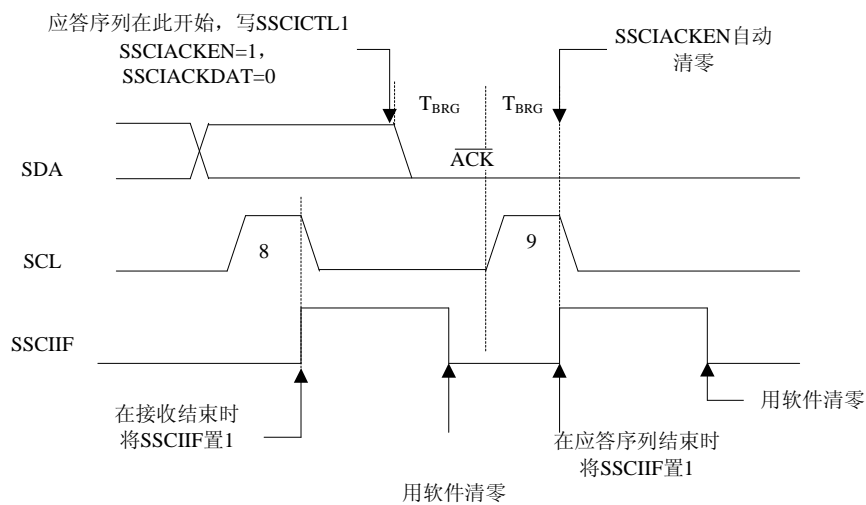 应答序列在此开始，写SSCICTL1
SSCIACKEN=1，
SSCIACKDAT=0
SSCIACKEN自动
清零
TBRG
TBRG
SDA
ACK
SCL
8
9
SSCIIF
在接收结束时
将SSCIIF置1
用软件清零
在应答序列结束时
将SSCIIF置1
用软件清零